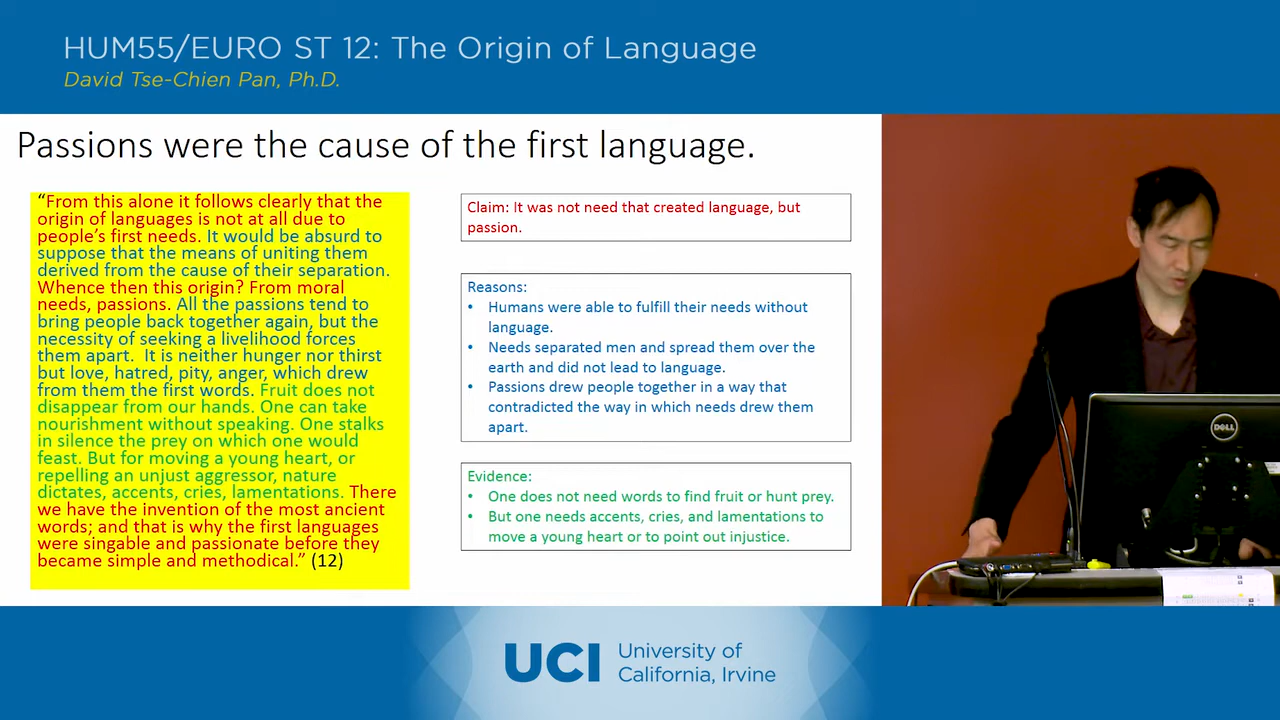 HUM55/EURO ST 12: The Origin of Language
David Tse-Chien Pan, Ph.D.
Passions were the cause of the first language.
“From this alone it follows clearly that the
origin of languages is not at all due to
people’s first needs. It would be absurd to
suppose that the means of uniting them
derived from the cause of their separation.
Whence then this origin? From moral
needs, passions. All the passions tend to
bring people back together again, but the
necessity of seeking a livelihood forces
them apart.  It is neither hunger nor thirst
but love, hatred, pity, anger, which drew
from them the first words. Fruit does not
disappear from our hands. One can take
nourishment without speaking. One stalks
in silence the prey on which one would
feast. But for moving a young heart, or
repelling an unjust aggressor, nature
dictates, accents, cries, lamentations. There
we have the invention of the most ancient
words; and that is why the first languages
were singable and passionate before they
became simple and methodical.” (12)
Claim: It was not need that created language, but
passion.
Reasons:
• Humans were able to fulfill their needs without
language.
• Needs separated men and spread them over the
earth and did not lead to language.
• Passions drew people together in a way that
contradicted the way in which needs drew them
apart.
Evidence:
• One does not need words to find fruit or hunt prey.
• But one needs accents, cries, and lamentations to
move a young heart or to point out injustice.
DELL
UCI University of
California, Irvine